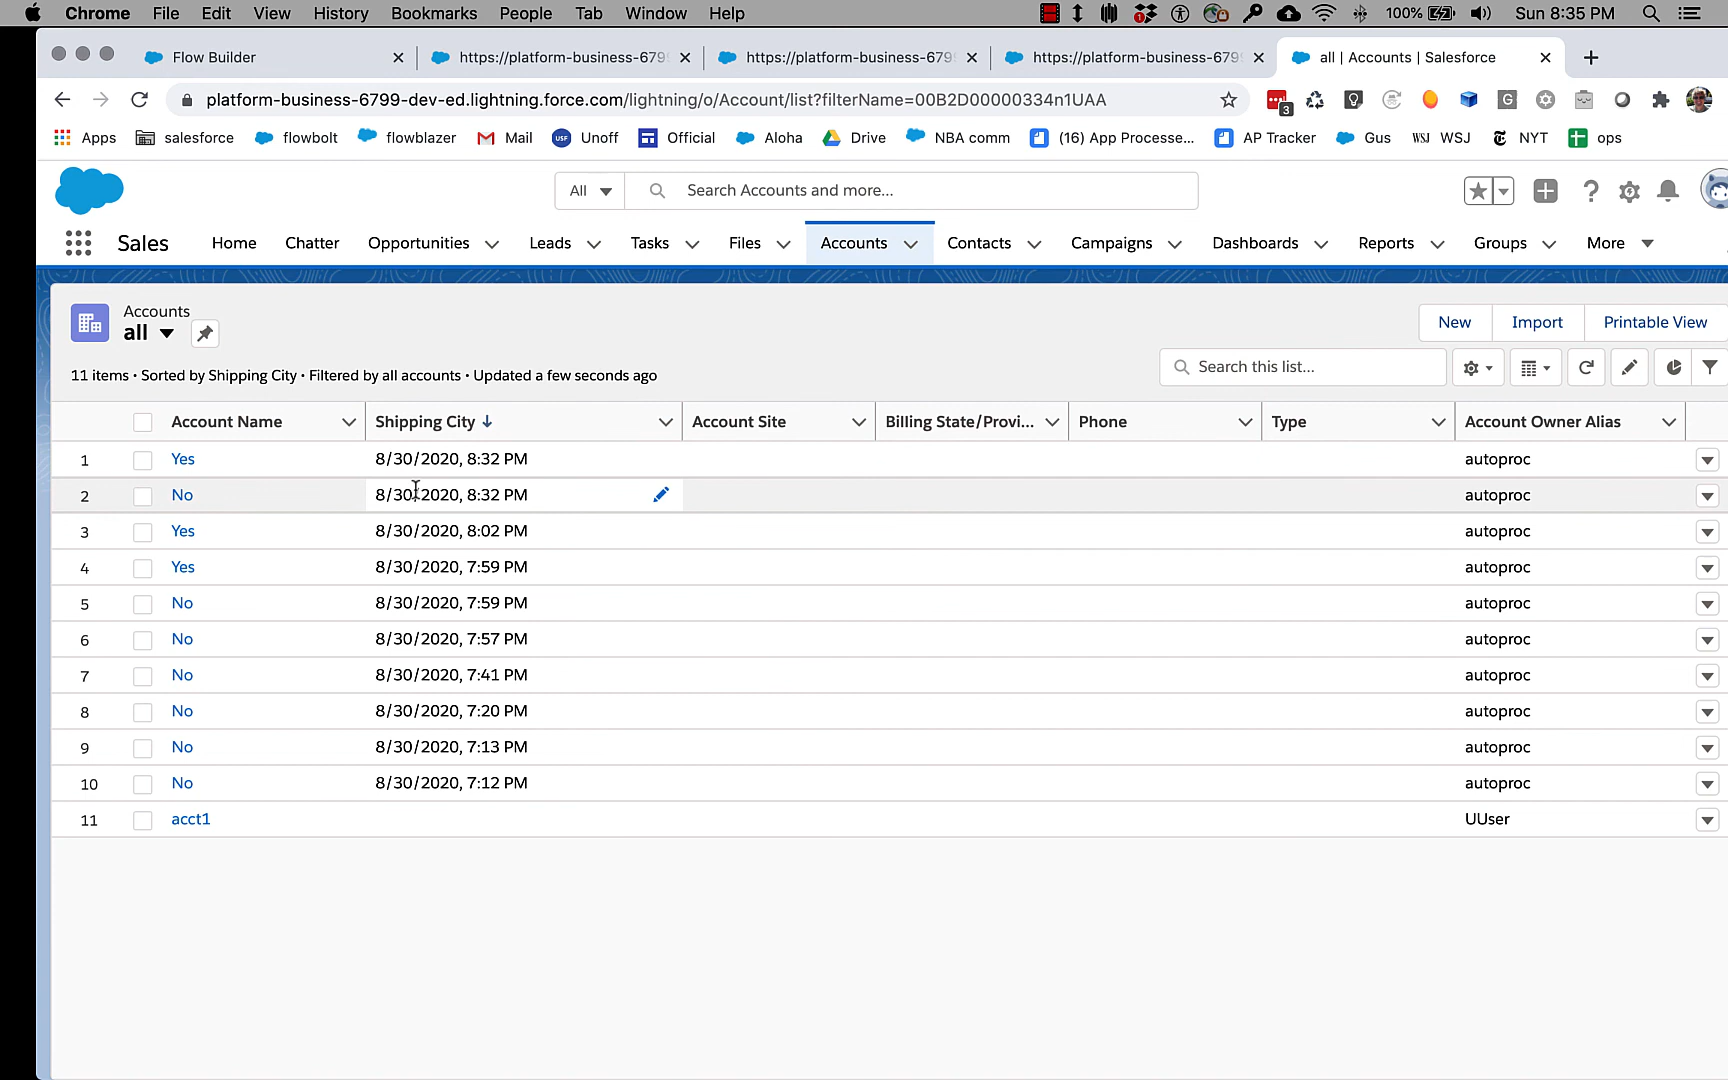 Chrome File Edit View History Bookmarks People Tab Window Help 100% Sun 8:35 PM
Flow Builder https://platform-business-679 https://platform-business-679 https://platform-business-679 all | Accounts | Salesforce
platform-business-6799-dev-ed.lightning.force.com/lightning/o/Account/list?filterName=00B2D00000334n1UAA 3 G
Apps salesforce flowbolt flowblazer Mail USF Unoff Official Aloha Drive NBA comm (16) App Processe... AP Tracker Gus WSJ WSJ NYT ops
All Search Accounts and more...
Sales Home Chatter Opportunities Leads Tasks Files Accounts Contacts Campaigns Dashboards Reports Groups More
Accounts
all
New Import Printable View
11 items • Sorted by Shipping City • Filtered by all accounts • Updated a few seconds ago
Search this list...
Account Name Shipping City Account Site Billing State/Provi... Phone Type Account Owner Alias
1 Yes 8/30/2020, 8:32 PM autoproc
2 No 8/30/2020, 8:32 PM autoproc
3 Yes 8/30/2020, 8:02 PM autoproc
4 Yes 8/30/2020, 7:59 PM autoproc
5 No 8/30/2020, 7:59 PM autoproc
6 No 8/30/2020, 7:57 PM autoproc
7 No 8/30/2020, 7:41 PM autoproc
8 No 8/30/2020, 7:20 PM autoproc
9 No 8/30/2020, 7:13 PM autoproc
10 No 8/30/2020, 7:12 PM autoproc
11 acct1 UUser